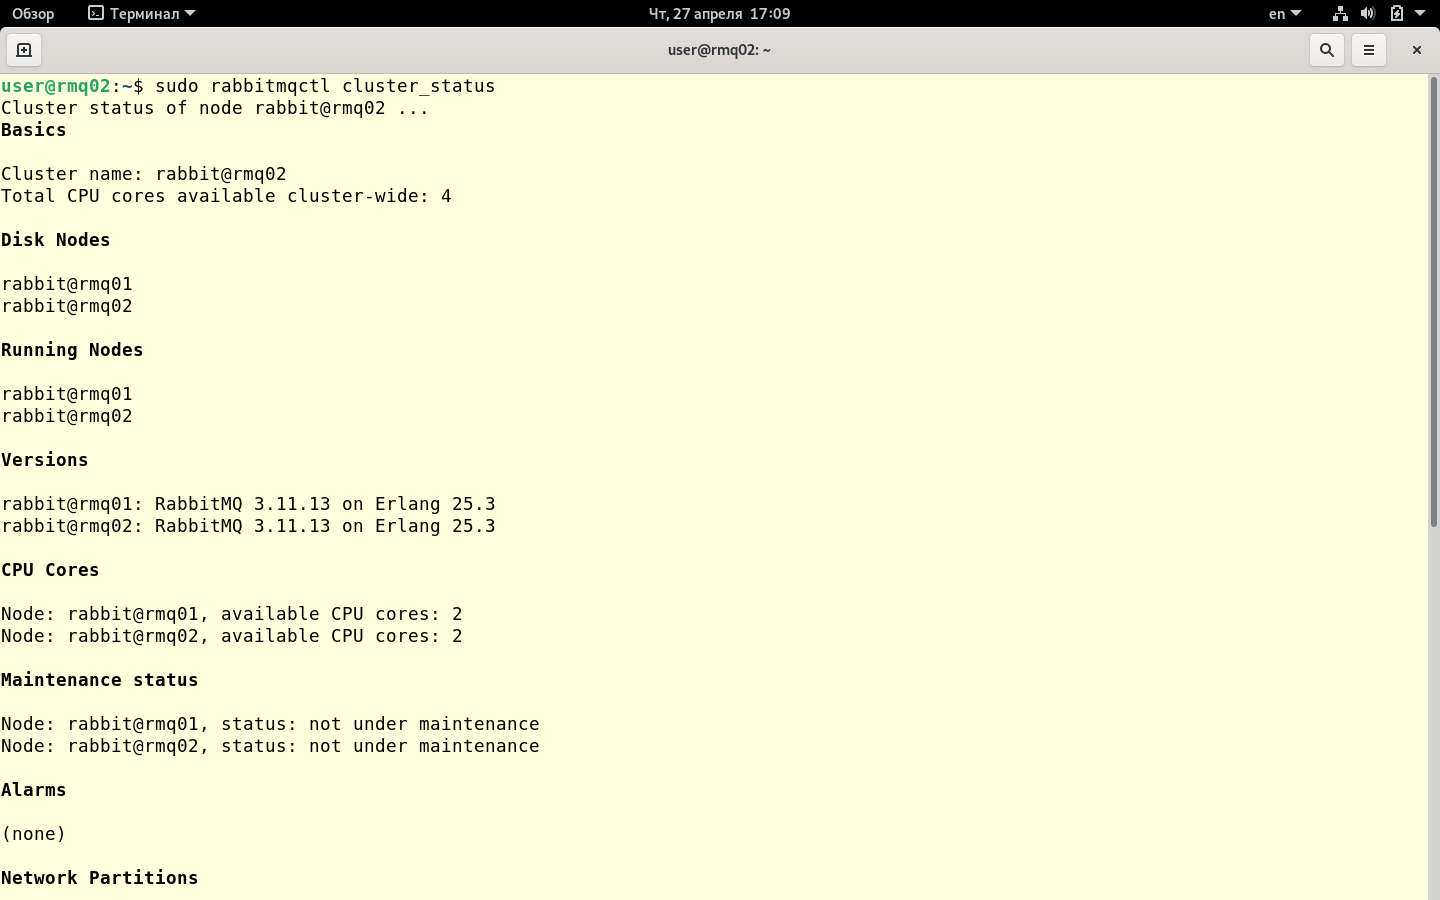 Обзор Терминал Чт, 27 апреля 17:09 en
user@rmq02: ~
user@rmq02:~$ sudo rabbitmqctl cluster_status
Cluster status of node rabbit@rmq02 ...
Basics
Cluster name: rabbit@rmq02
Total CPU cores available cluster-wide: 4
Disk Nodes
rabbit@rmq01
rabbit@rmq02
Running Nodes
rabbit@rmq01
rabbit@rmq02
Versions
rabbit@rmq01: RabbitMQ 3.11.13 on Erlang 25.3
rabbit@rmq02: RabbitMQ 3.11.13 on Erlang 25.3
CPU Cores
Node: rabbit@rmq01, available CPU cores: 2
Node: rabbit@rmq02, available CPU cores: 2
Maintenance status
Node: rabbit@rmq01, status: not under maintenance
Node: rabbit@rmq02, status: not under maintenance
Alarms
(none)
Network Partitions